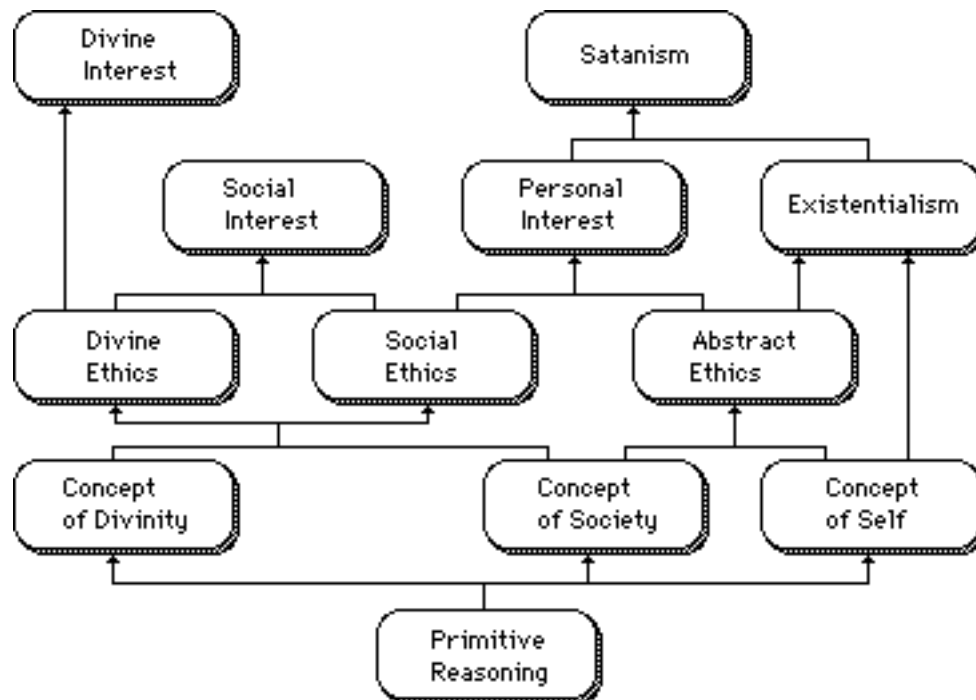 Divine
Interest
Satanism
Social
Interest
Personal
Interest
Existentialism
Divine
Ethics
Social
Ethics
Abstract
Ethics
Concept
of Divinity
Concept
of Society
Concept
of Self
Primitive
Reasoning